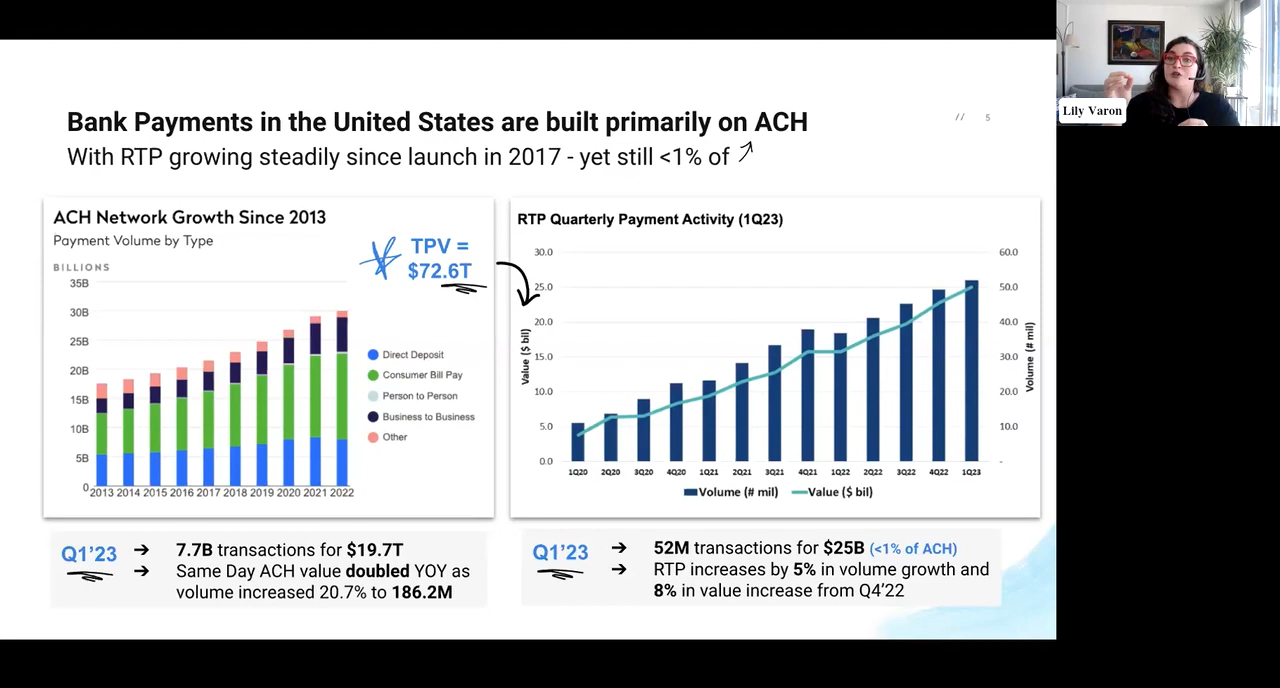 Bank Payments in the United States are built primarily on ACH
// 5
With RTP growing steadily since launch in 2017 - yet still <1% of
ACH Network Growth Since 2013
Payment Volume by Type
BILLIONS
TPV =
$72.6T
35B
30B
25B
20B
15B
10B
5B
0
2013 2014 2015 2016 2017 2018 2019 2020 2021 2022
Direct Deposit
Consumer Bill Pay
Person to Person
Business to Business
Other
RTP Quarterly Payment Activity (1Q23)
Value ($ bil)
30.0
25.0
20.0
15.0
10.0
5.0
0.0
60.0
50.0
40.0
30.0
20.0
10.0
-
Volume (# mil)
1Q20 2Q20 3Q20 4Q20 1Q21 2Q21 3Q21 4Q21 1Q22 2Q22 3Q22 4Q22 1Q23
Volume (# mil) Value ($ bil)
Q1'23 → 7.7B transactions for $19.7T
→ Same Day ACH value doubled YOY as
volume increased 20.7% to 186.2M
Q1'23 → 52M transactions for $25B (<1% of ACH)
→ RTP increases by 5% in volume growth and
8% in value increase from Q4'22
Lily Varon